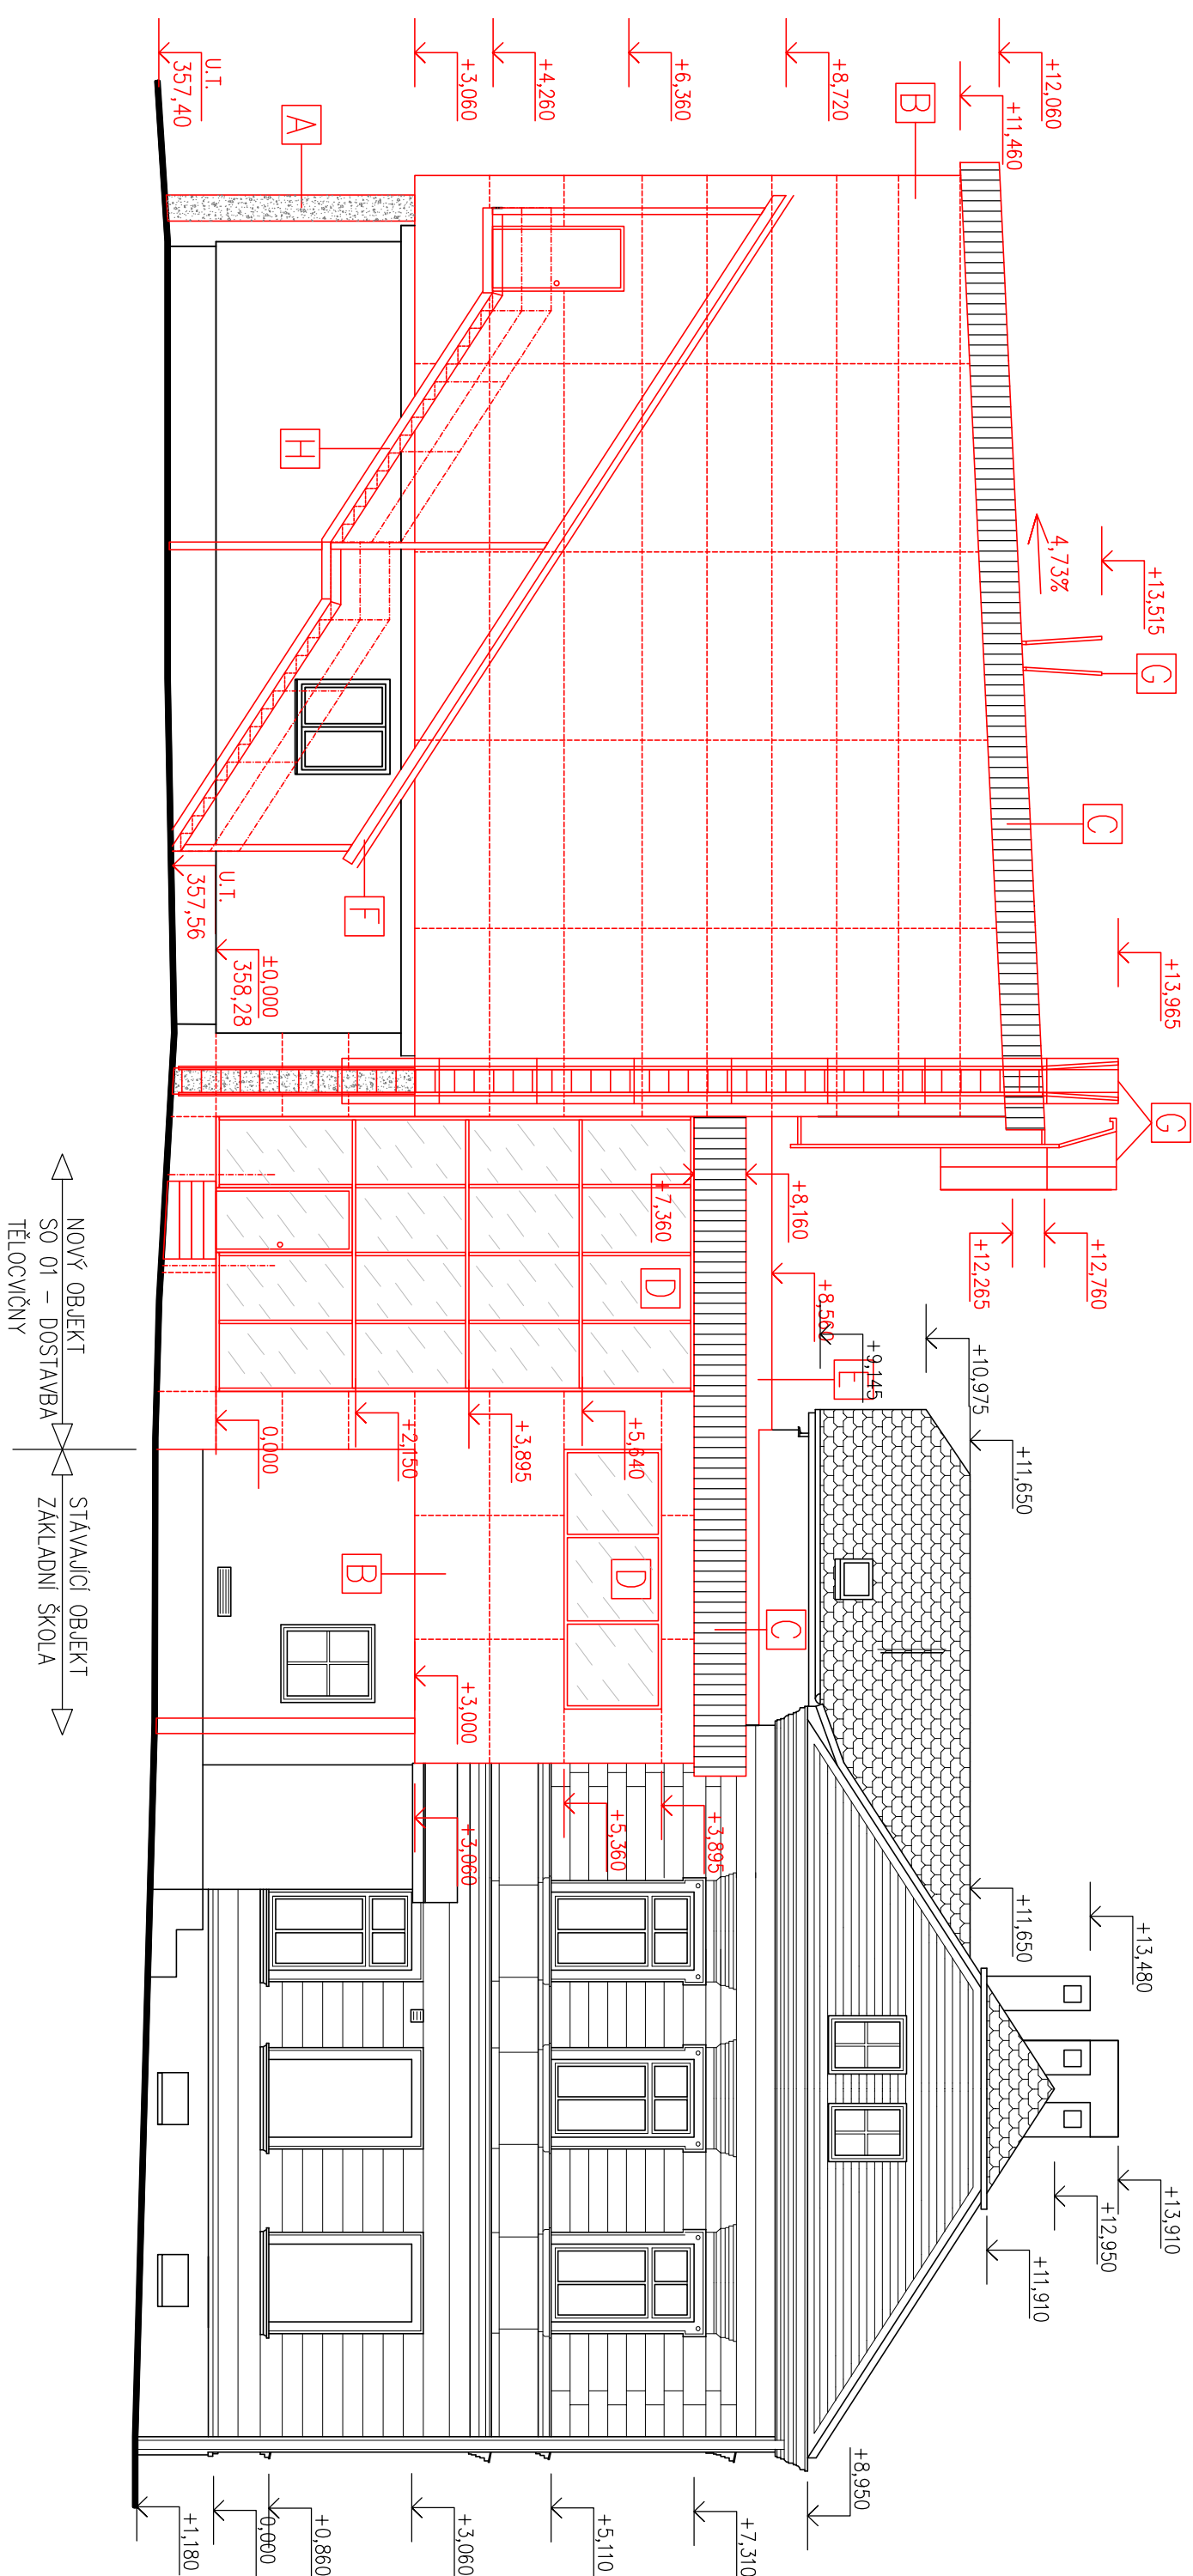 +12,060
+11,460
+8,720
+6,360
+4,260
+3,060
U.T.
357,40
B
A
4,73%
+13,515
G
C
H
F
U.T.
357,56
±0,000
358,28
+13,965
G
+12,760
+12,265
+8,160
+7,360
+8,560
+9,145
E
D
+10,975
+11,650
0,000
+2,150
+3,895
+5,640
D
B
C
+3,000
+3,060
+5,360
+3,895
+11,650
+13,480
+13,910
+12,950
+11,910
+8,950
+7,310
+5,110
+3,060
+0,860
0,000
+1,180
NOVÝ OBJEKT
SO 01 – DOSTAVBA
TĚLOCVIČNY
STÁVAJÍCÍ OBJEKT
ZÁKLADNÍ ŠKOLA